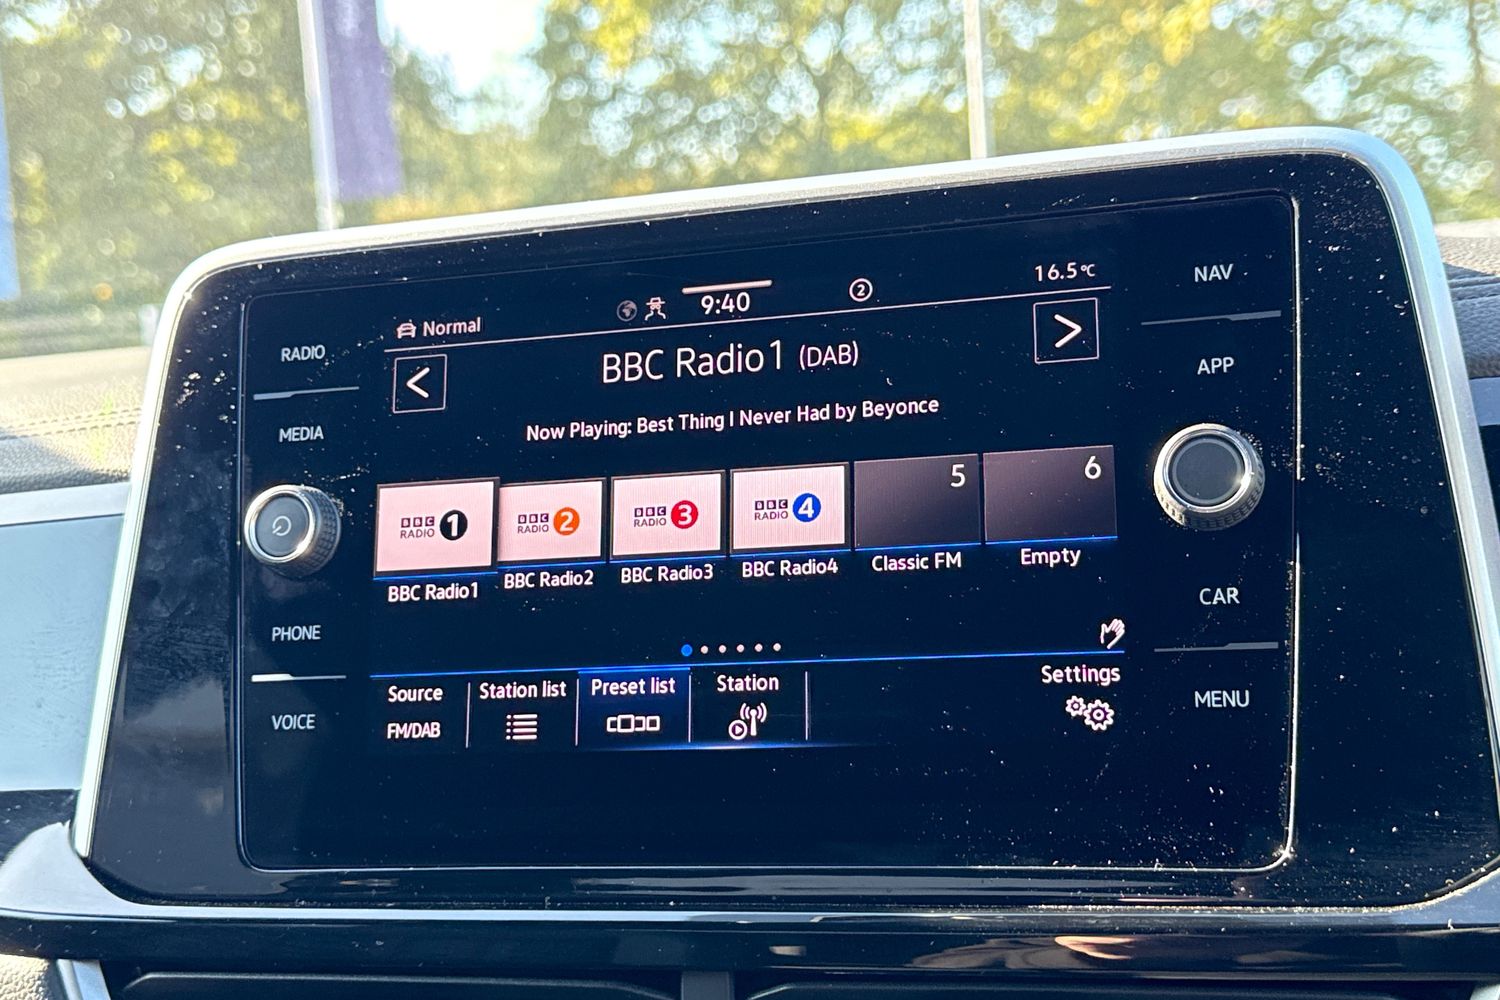 16.5°C
9:40
2
Normal
BBC Radio1 (DAB)
Now Playing: Best Thing I Never Had by Beyonce
BBC RADIO 1
BBC RADIO 2
BBC RADIO 3
BBC RADIO 4
5
6
BBC Radio1
BBC Radio2
BBC Radio3
BBC Radio4
Classic FM
Empty
Source
FM/DAB
Station list
Preset list
Station
Settings
RADIO
MEDIA
PHONE
VOICE
NAV
APP
CAR
MENU